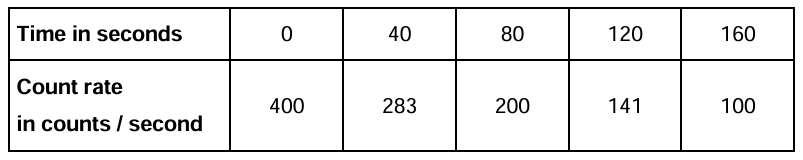 Time in seconds 0 40 80 120 160
Count rate
in counts / second 400 283 200 141 100